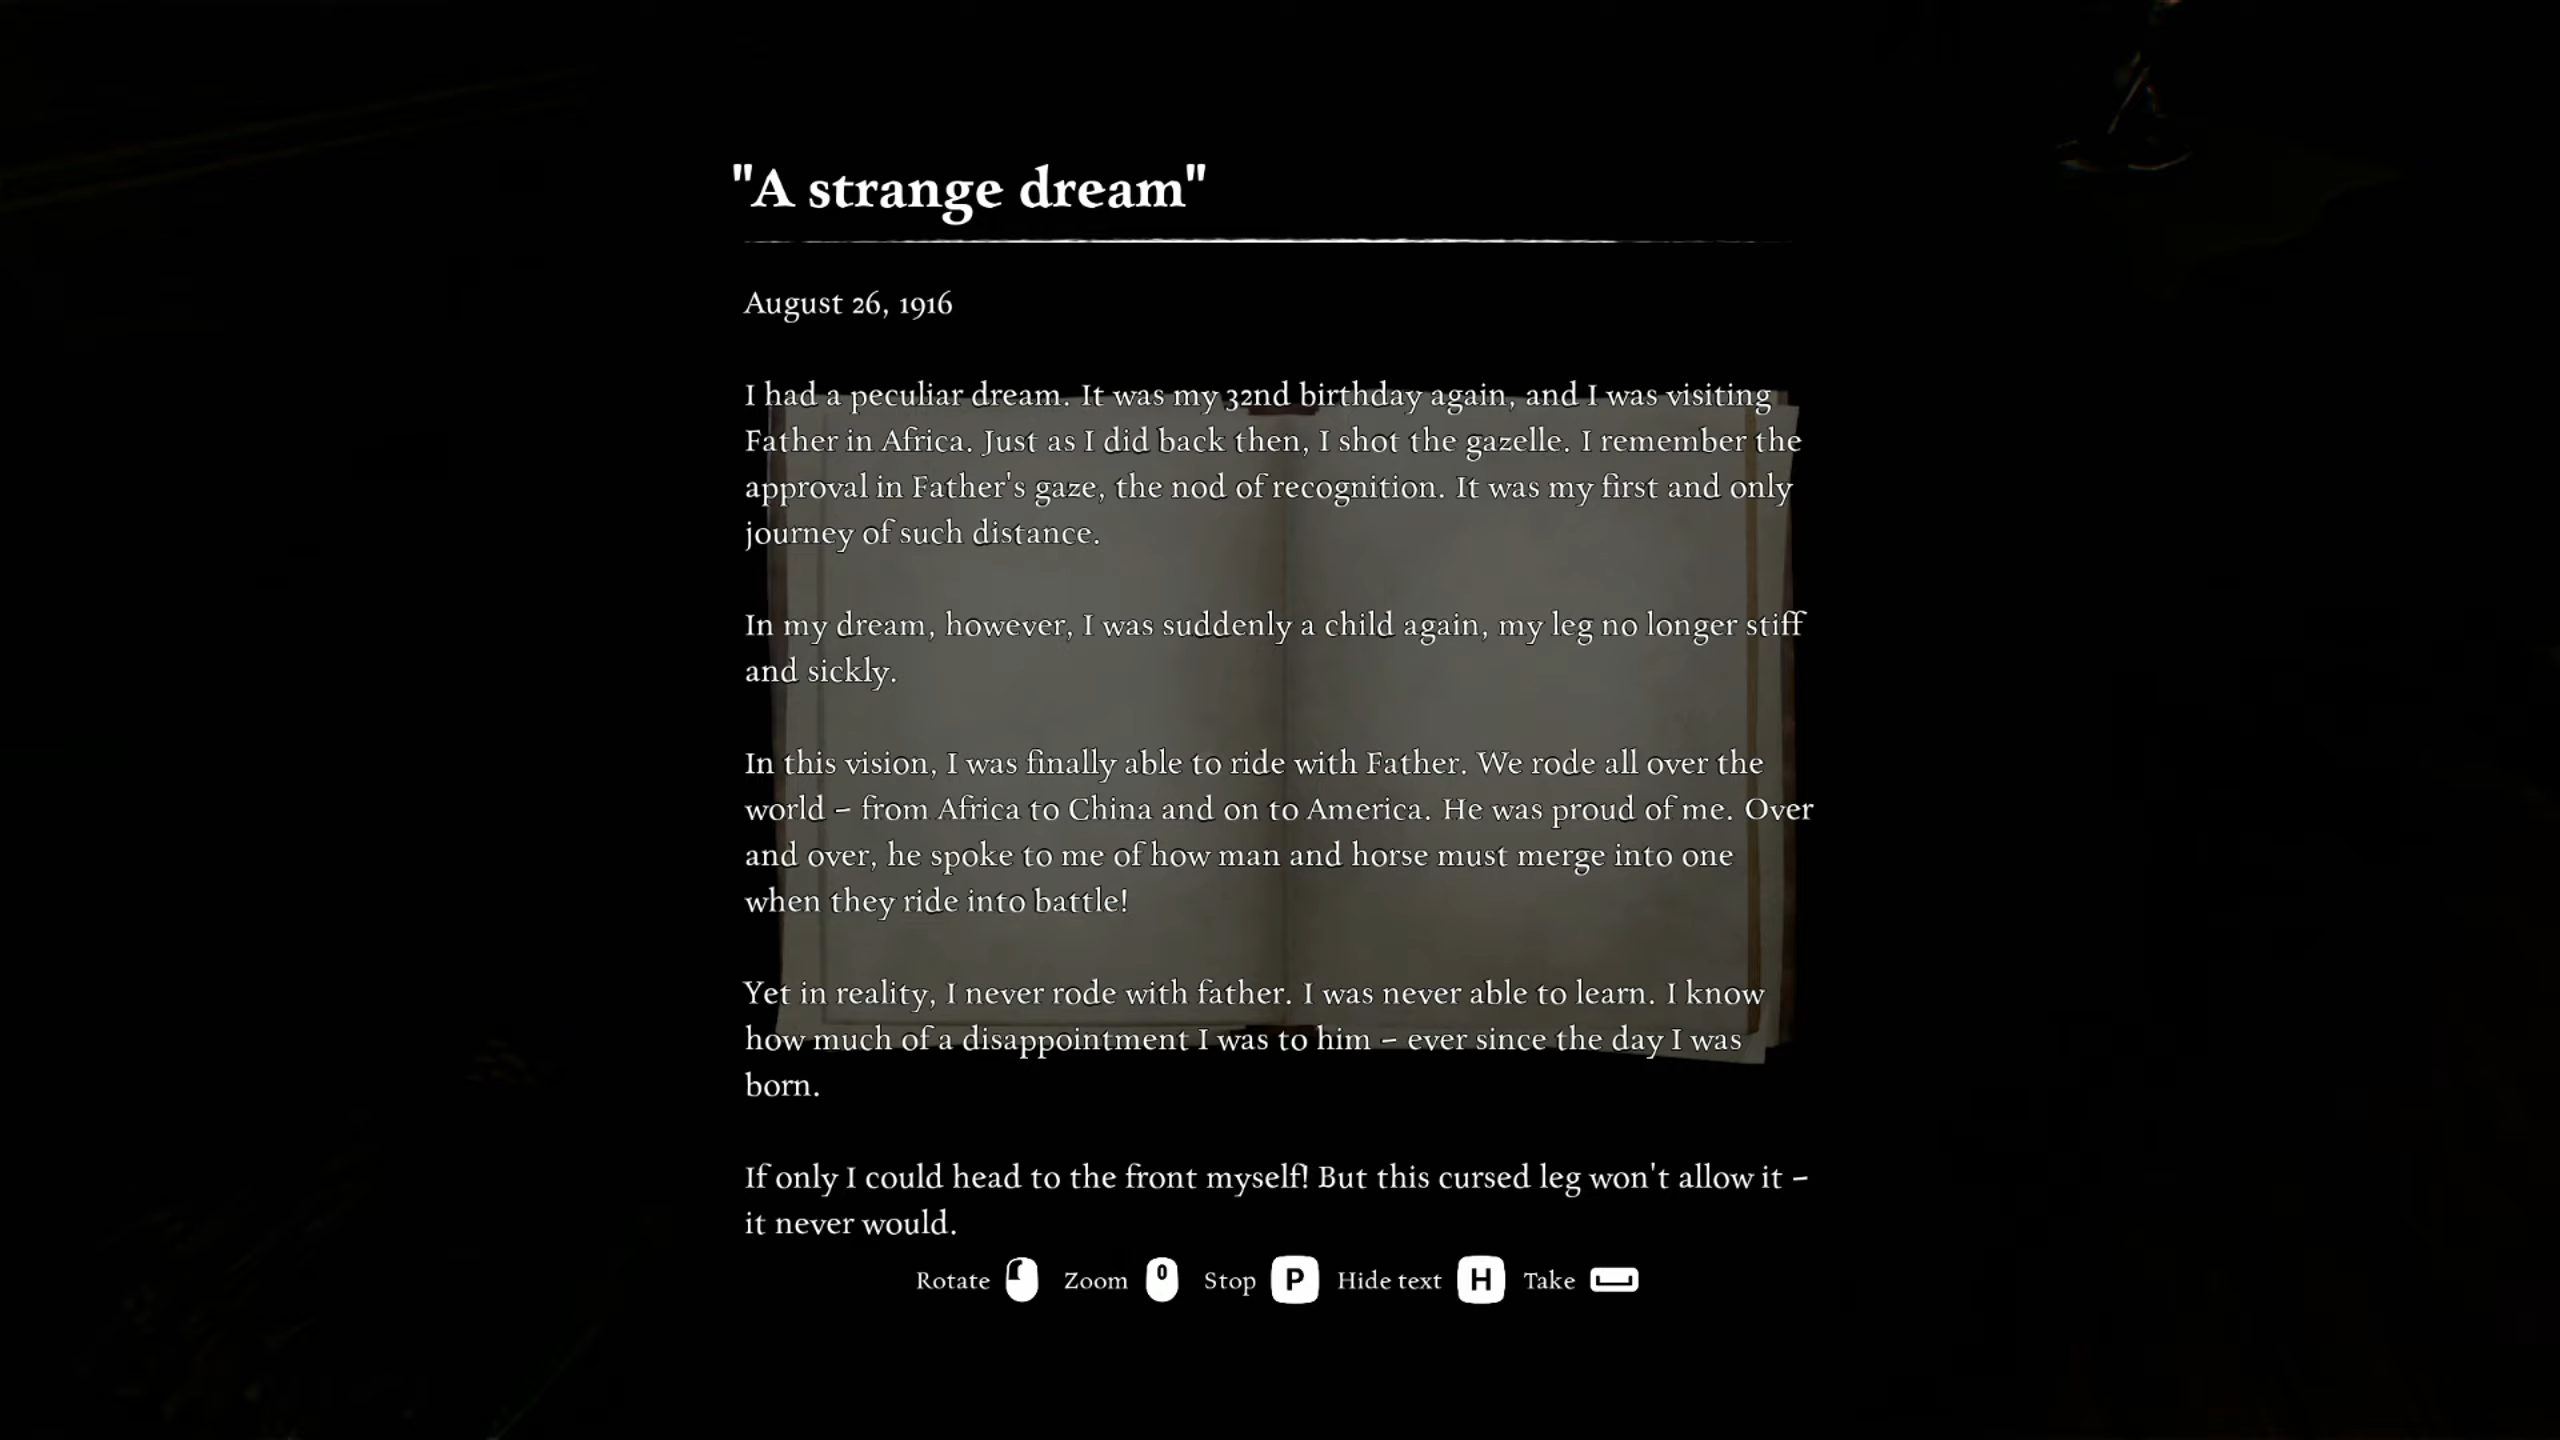 "A strange dream"
August 26, 1916
I had a peculiar dream. It was my 32nd birthday again, and I was visiting
Father in Africa. Just as I did back then, I shot the gazelle. I remember the
approval in Father's gaze, the nod of recognition. It was my first and only
journey of such distance.
In my dream, however, I was suddenly a child again, my leg no longer stiff
and sickly.
In this vision, I was finally able to ride with Father. We rode all over the
world – from Africa to China and on to America. He was proud of me. Over
and over, he spoke to me of how man and horse must merge into one
when they ride into battle!
Yet in reality, I never rode with father. I was never able to learn. I know
how much of a disappointment I was to him – ever since the day I was
born.
If only I could head to the front myself! But this cursed leg won't allow it –
it never would.
Rotate Zoom Stop P Hide text H Take